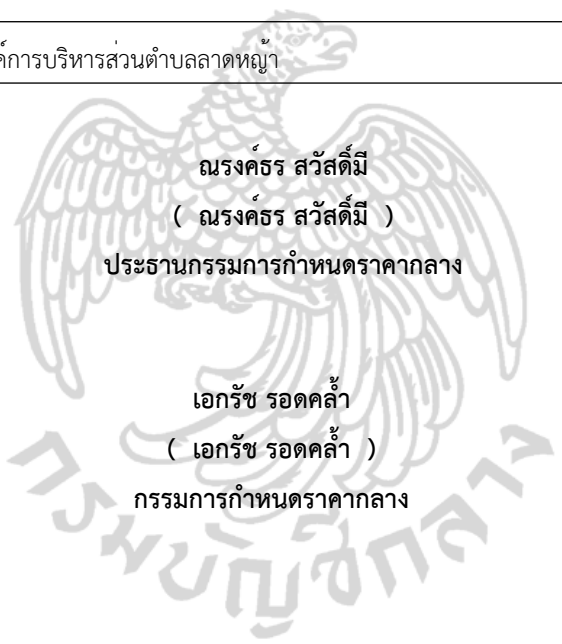 องค์การบริหารส่วนตำบลลาดหญ้า
ณรงค์ธร สวัสดิ์มี
( ณรงค์ธร สวัสดิ์มี )
ประธานกรรมการกำหนดราคากลาง
เอกรัช รอดคล้ำ
( เอกรัช รอดคล้ำ )
กรรมการกำหนดราคากลาง
กรมบัญชีกลาง